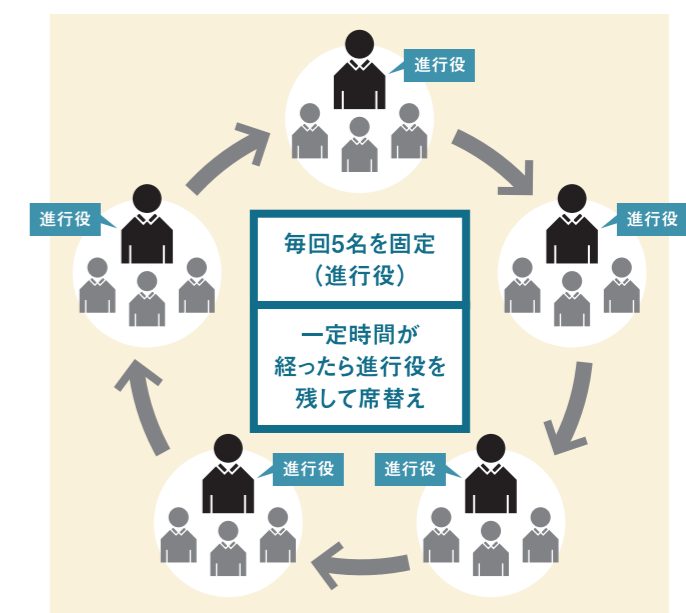 進行役
進行役
進行役
毎回5名を固定
（進行役）
一定時間が
経ったら進行役を
残して席替え
進行役
進行役